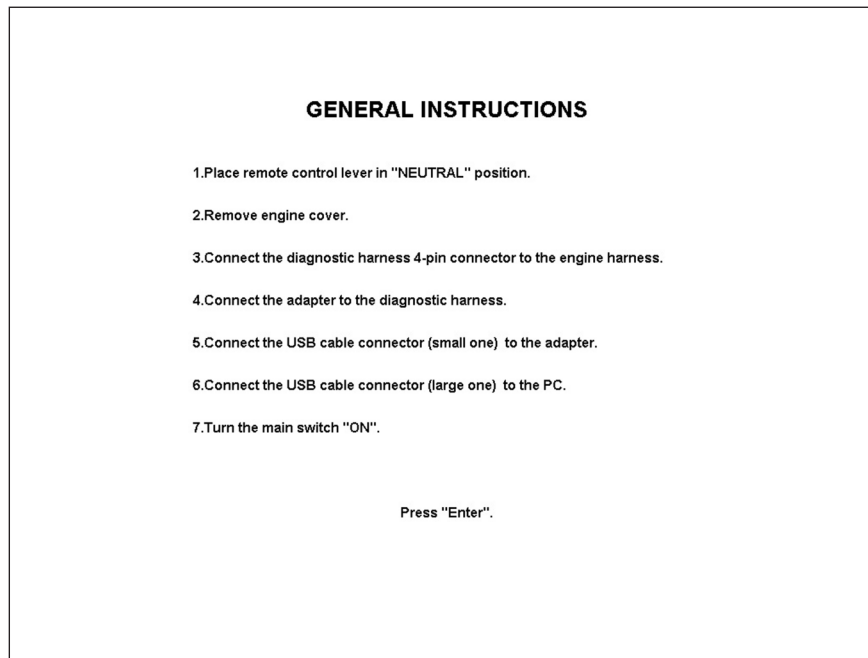 GENERAL INSTRUCTIONS
1.Place remote control lever in "NEUTRAL" position.
2.Remove engine cover.
3.Connect the diagnostic harness 4-pin connector to the engine harness.
4.Connect the adapter to the diagnostic harness.
5.Connect the USB cable connector (small one)  to the adapter.
6.Connect the USB cable connector (large one)  to the PC.
7.Turn the main switch "ON".
Press "Enter".